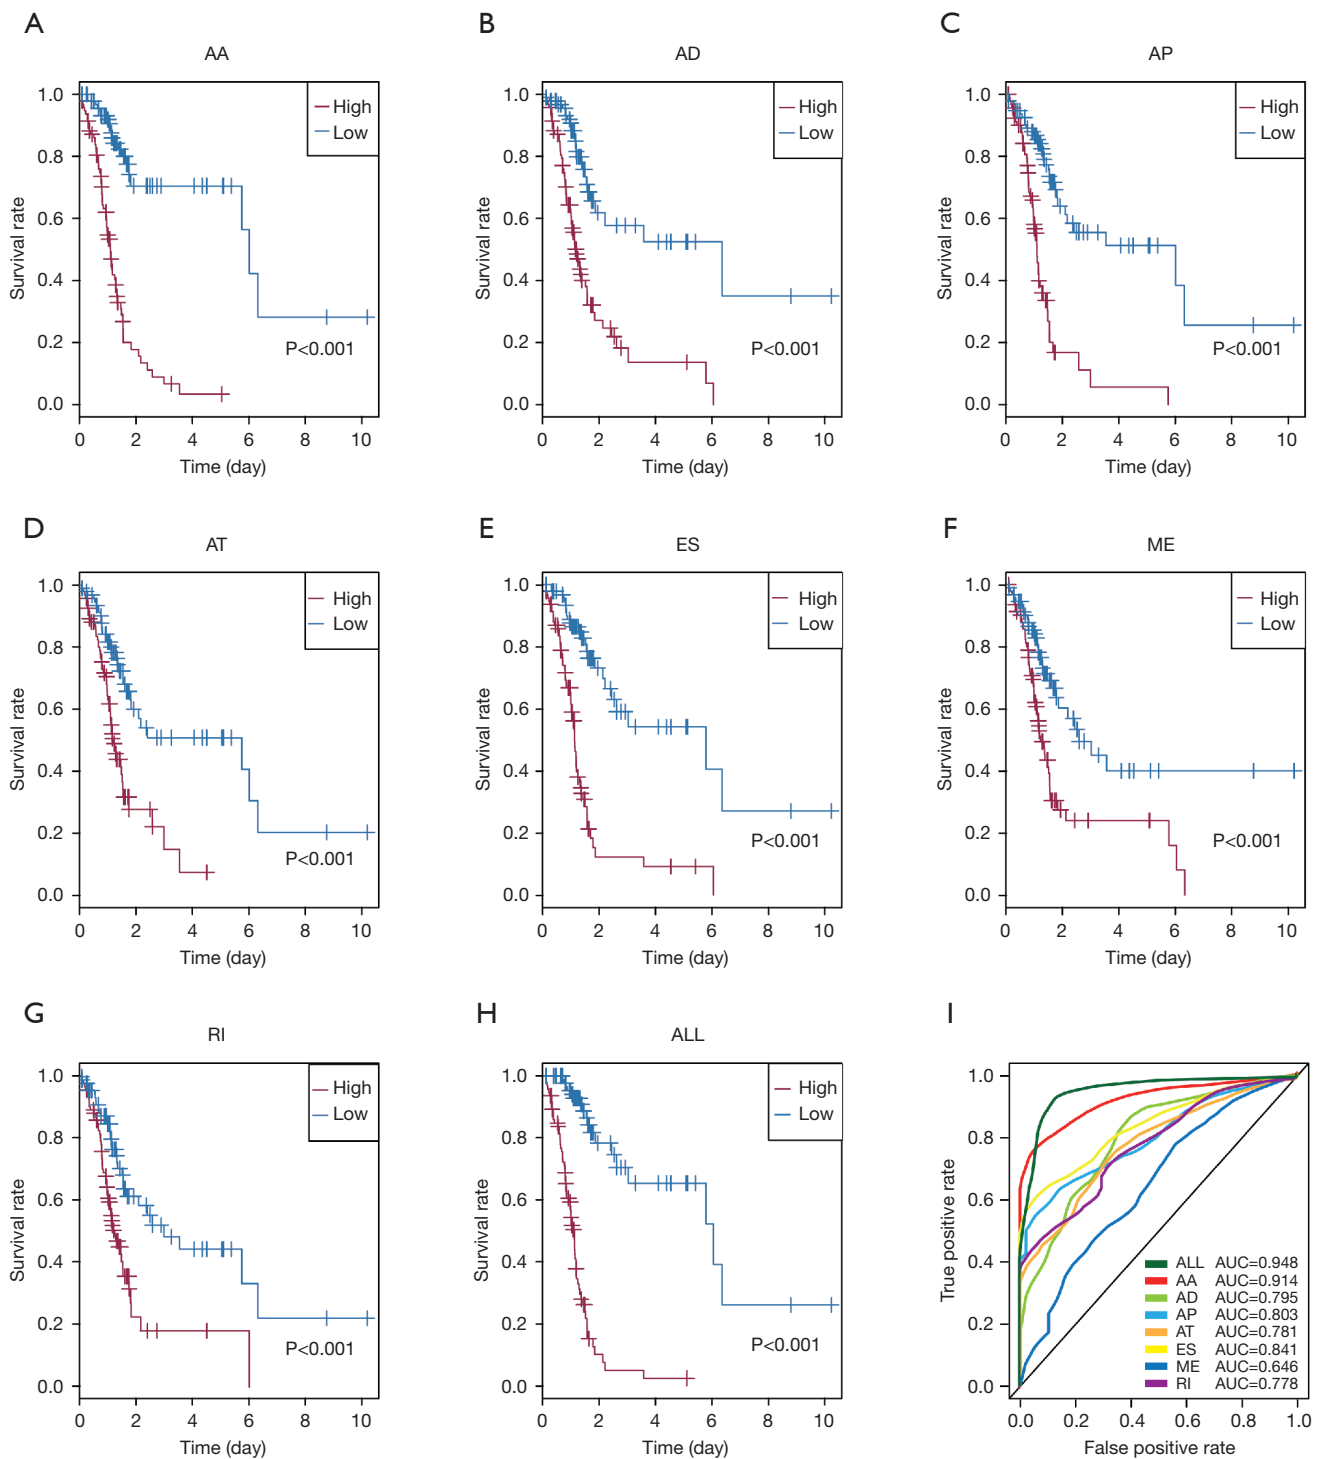 A
AA
1.0
0.8
0.6
0.4
0.2
0.0
Survival rate
High
Low
P<0.001
0 2 4 6 8 10
Time (day)
B
AD
1.0
0.8
0.6
0.4
0.2
0.0
Survival rate
High
Low
P<0.001
0 2 4 6 8 10
Time (day)
C
AP
1.0
0.8
0.6
0.4
0.2
0.0
Survival rate
High
Low
P<0.001
0 2 4 6 8 10
Time (day)
D
AT
1.0
0.8
0.6
0.4
0.2
0.0
Survival rate
High
Low
P<0.001
0 2 4 6 8 10
Time (day)
E
ES
1.0
0.8
0.6
0.4
0.2
0.0
Survival rate
High
Low
P<0.001
0 2 4 6 8 10
Time (day)
F
ME
1.0
0.8
0.6
0.4
0.2
0.0
Survival rate
High
Low
P<0.001
0 2 4 6 8 10
Time (day)
G
RI
1.0
0.8
0.6
0.4
0.2
0.0
Survival rate
High
Low
P<0.001
0 2 4 6 8 10
Time (day)
H
ALL
1.0
0.8
0.6
0.4
0.2
0.0
Survival rate
High
Low
P<0.001
0 2 4 6 8 10
Time (day)
I
1.0
0.8
0.6
0.4
0.2
0.0
True positive rate
ALL AUC=0.948
AA AUC=0.914
AD AUC=0.795
AP AUC=0.803
AT AUC=0.781
ES AUC=0.841
ME AUC=0.646
RI AUC=0.778
0.0 0.2 0.4 0.6 0.8 1.0
False positive rate